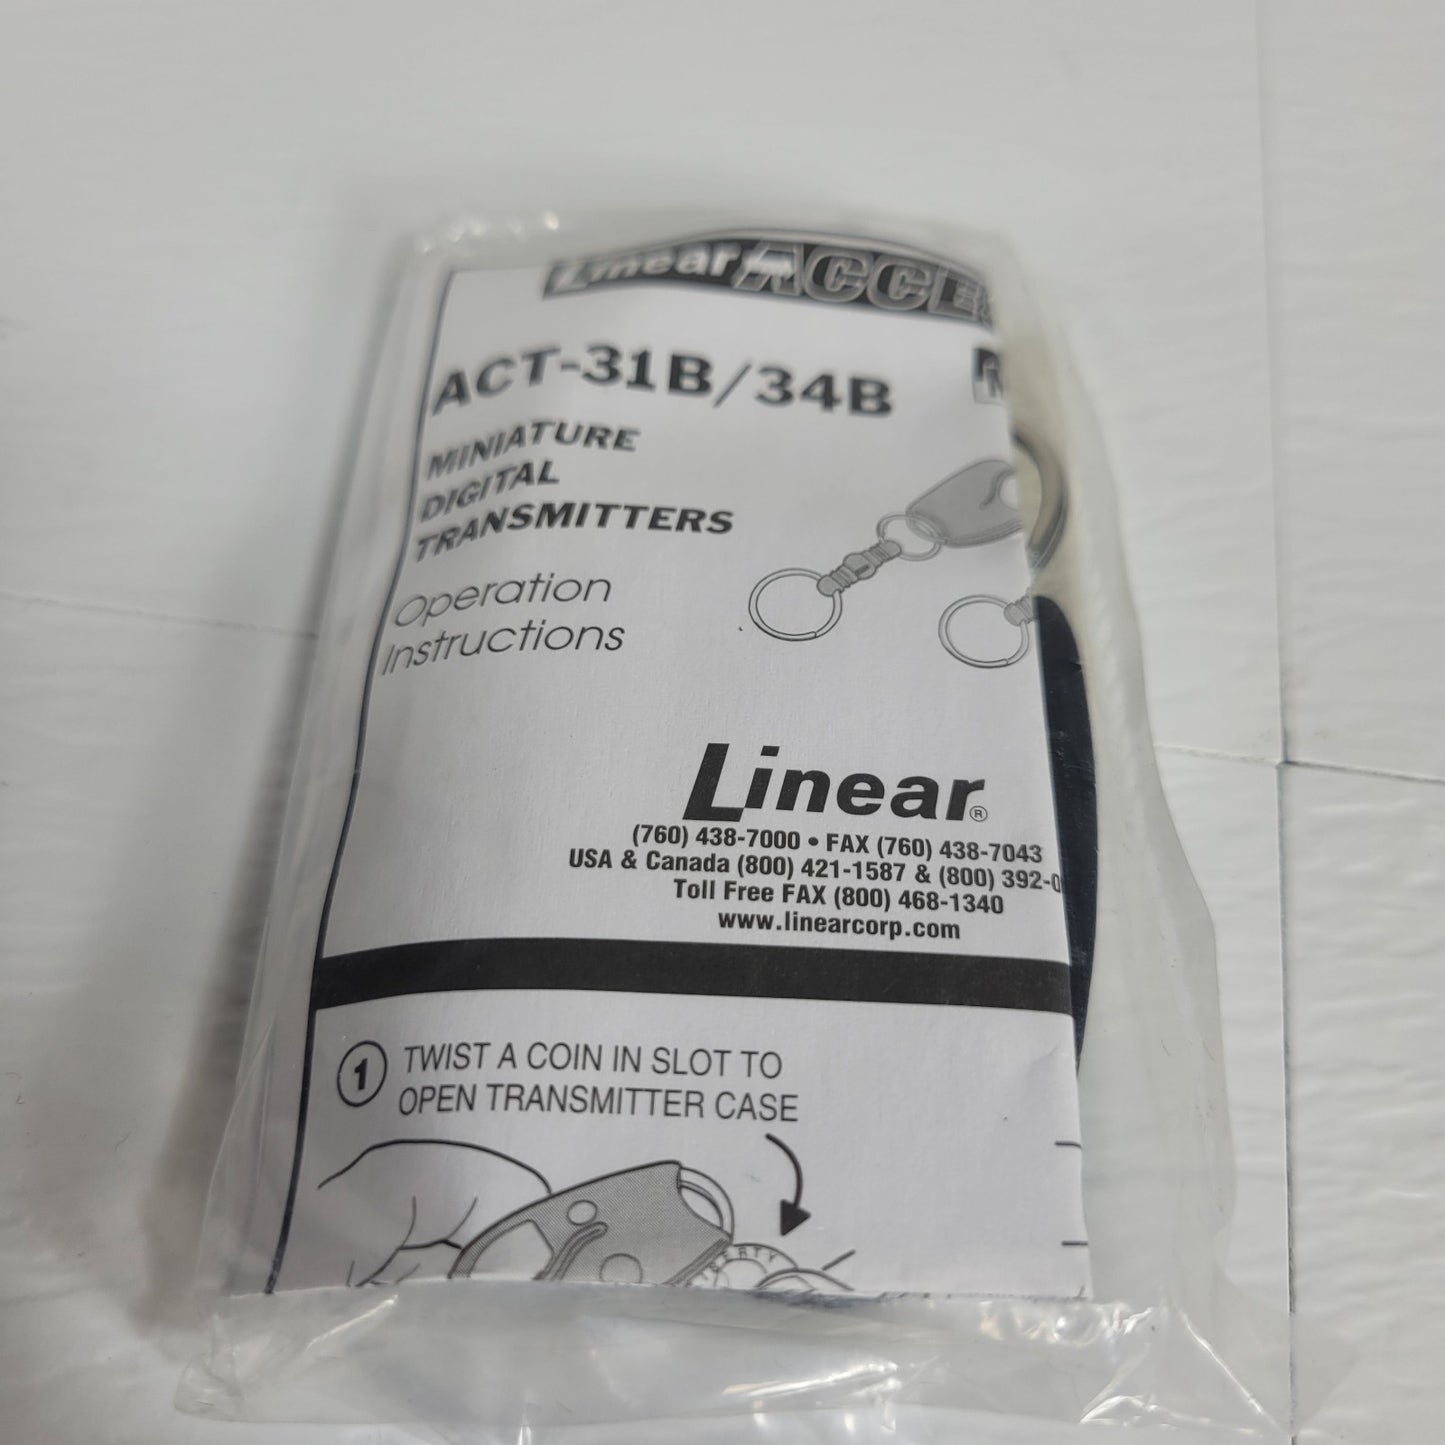 Linear
ACT-31B/34B
MINIATURE
DIGITAL
TRANSMITTERS
Operation
Instructions
Linear®
(760) 438-7000 • FAX (760) 438-7043
USA & Canada (800) 421-1587 & (800) 392-0
Toll Free FAX (800) 468-1340
www.linearcorp.com
1 TWIST A COIN IN SLOT TO
OPEN TRANSMITTER CASE